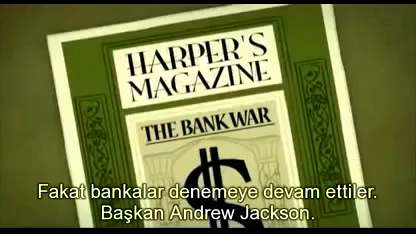 HARPER'S
MAGAZINE
THE BANK WAR
$
Fakat bankalar denemeye devam ettiler.
Başkan Andrew Jackson.